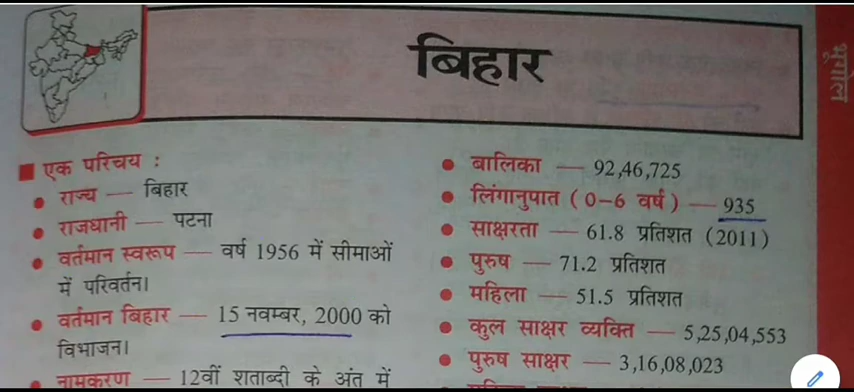 बिहार
भूगोल
एक परिचय :
राज्य — बिहार
राजधानी — पटना
वर्तमान स्वरूप — वर्ष 1956 में सीमाओं
में परिवर्तन।
वर्तमान बिहार — 15 नवम्बर, 2000 को
विभाजन।
नामकरण — 12वीं शताब्दी के अंत में
बालिका — 92,46,725
लिंगानुपात (0-6 वर्ष) — 935
साक्षरता — 61.8 प्रतिशत (2011)
पुरुष — 71.2 प्रतिशत
महिला — 51.5 प्रतिशत
कुल साक्षर व्यक्ति — 5,25,04,553
पुरुष साक्षर — 3,16,08,023